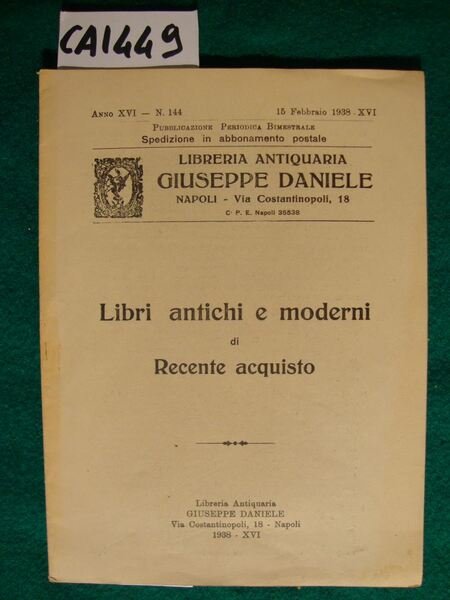 CA1449
Anno XVI — N. 144 15 Febbraio 1938 - XVI
Pubblicazione Periodica Bimestrale
Spedizione in abbonamento postale
LIBRERIA ANTIQUARIA
GIUSEPPE DANIELE
NAPOLI - Via Costantinopoli, 18
C. P. E. Napoli 35538
Libri antichi e moderni
di
Recente acquisto
Libreria Antiquaria
GIUSEPPE DANIELE
Via Costantinopoli, 18 - Napoli
1938 - XVI